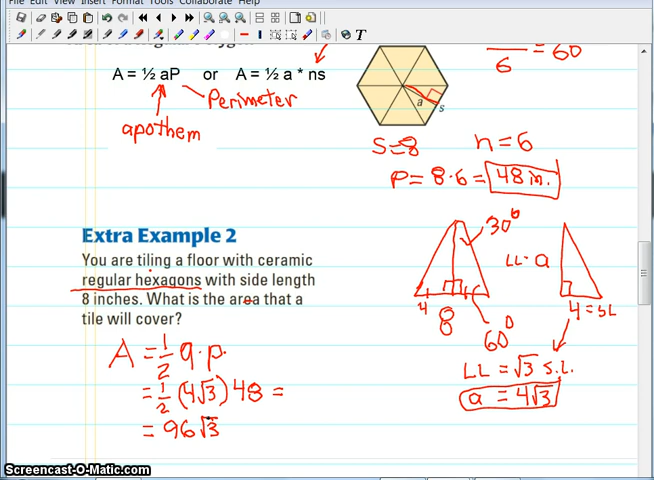 File Edit View Insert Format Tools Collaborate Help
A = ½ aP or A = ½ a * ns
apothem
Perimeter
a
s
6
= 60
s=8 n=6
P = 8·6 = 48 in.
Extra Example 2
You are tiling a floor with ceramic
regular hexagons with side length
8 inches. What is the area that a
tile will cover?
A = 1/2 a·p.
= 1/2 (4√3) 48 =
= 96√3
30°
4 4
8
60°
LL = a
4 = SL
LL = √3 s.L.
a = 4√3
Screencast-O-Matic.com